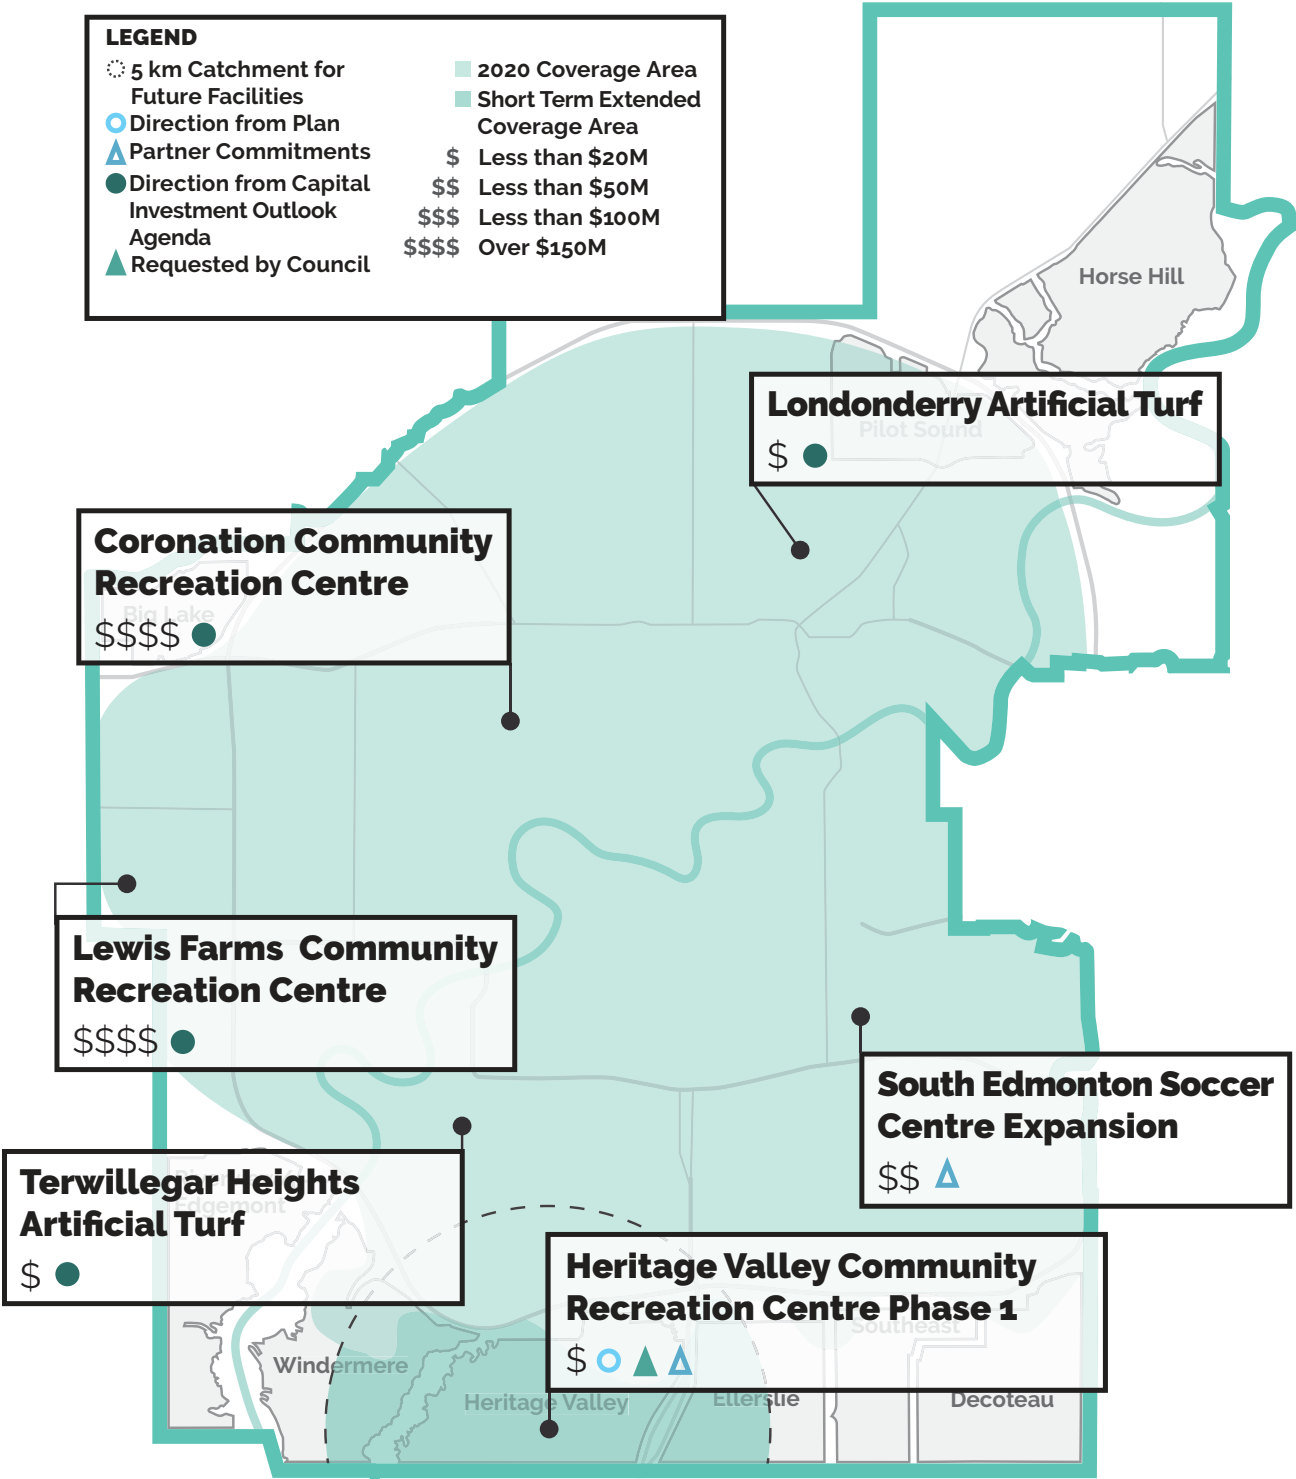 LEGEND
5 km Catchment for
Future Facilities
Direction from Plan
Partner Commitments
Direction from Capital
Investment Outlook
Agenda
Requested by Council
2020 Coverage Area
Short Term Extended
Coverage Area
$ Less than $20M
$$ Less than $50M
$$$ Less than $100M
$$$$ Over $150M
Horse Hill
Londonderry Artificial Turf
Pilot Sound
$
Coronation Community
Recreation Centre
Big Lake
$$$$
Lewis Farms Community
Recreation Centre
$$$$
South Edmonton Soccer
Centre Expansion
$$
Terwillegar Heights
Edgemont
Artificial Turf
$
Heritage Valley Community
Recreation Centre Phase 1
Southeast
$
Windermere
Heritage Valley
Ellerslie
Decoteau